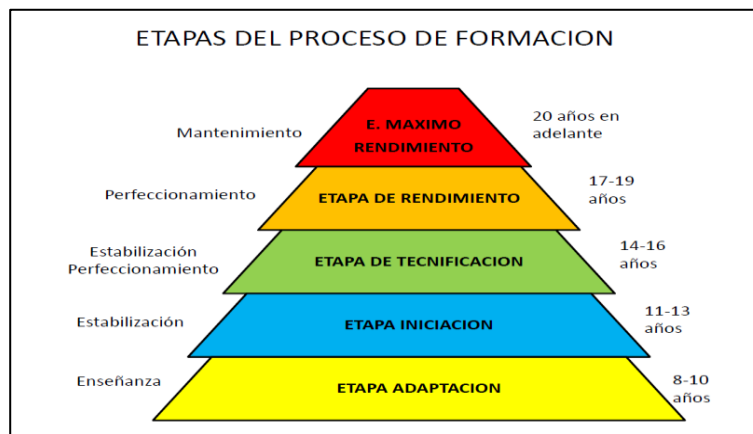 ETAPAS DEL PROCESO DE FORMACION
Mantenimiento
E. MAXIMO
RENDIMIENTO
20 años en
adelante
Perfeccionamiento
ETAPA DE RENDIMIENTO
17-19
años
Estabilización
Perfeccionamiento
ETAPA DE TECNIFICACION
14-16
años
Estabilización
ETAPA INICIACION
11-13
años
Enseñanza
ETAPA ADAPTACION
8-10
años